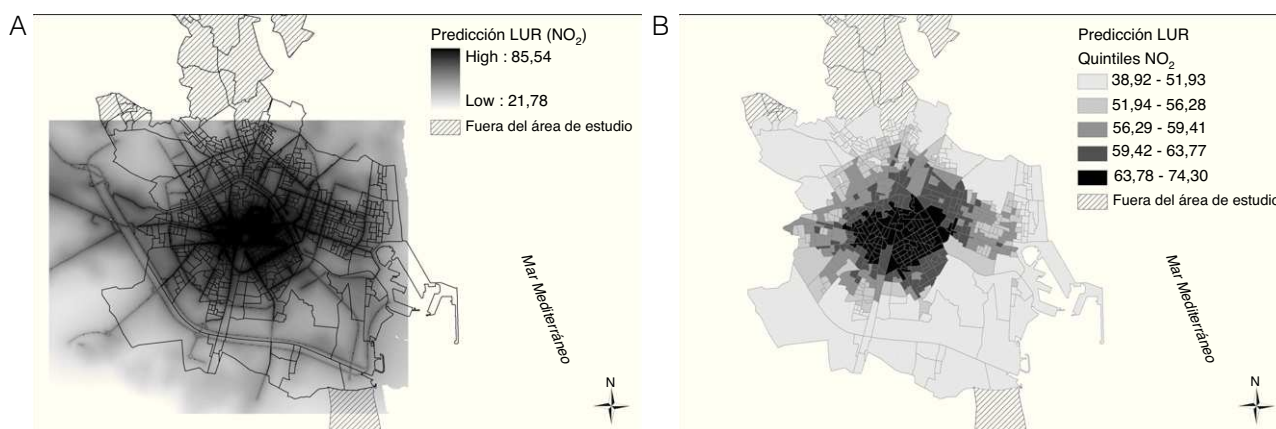 A
Predicción LUR (NO₂)
High : 85,54
Low : 21,78
Fuera del área de estudio
Mar Mediterráneo
N
B
Predicción LUR
Quintiles NO₂
38,92 - 51,93
51,94 - 56,28
56,29 - 59,41
59,42 - 63,77
63,78 - 74,30
Fuera del área de estudio
Mar Mediterráneo
N